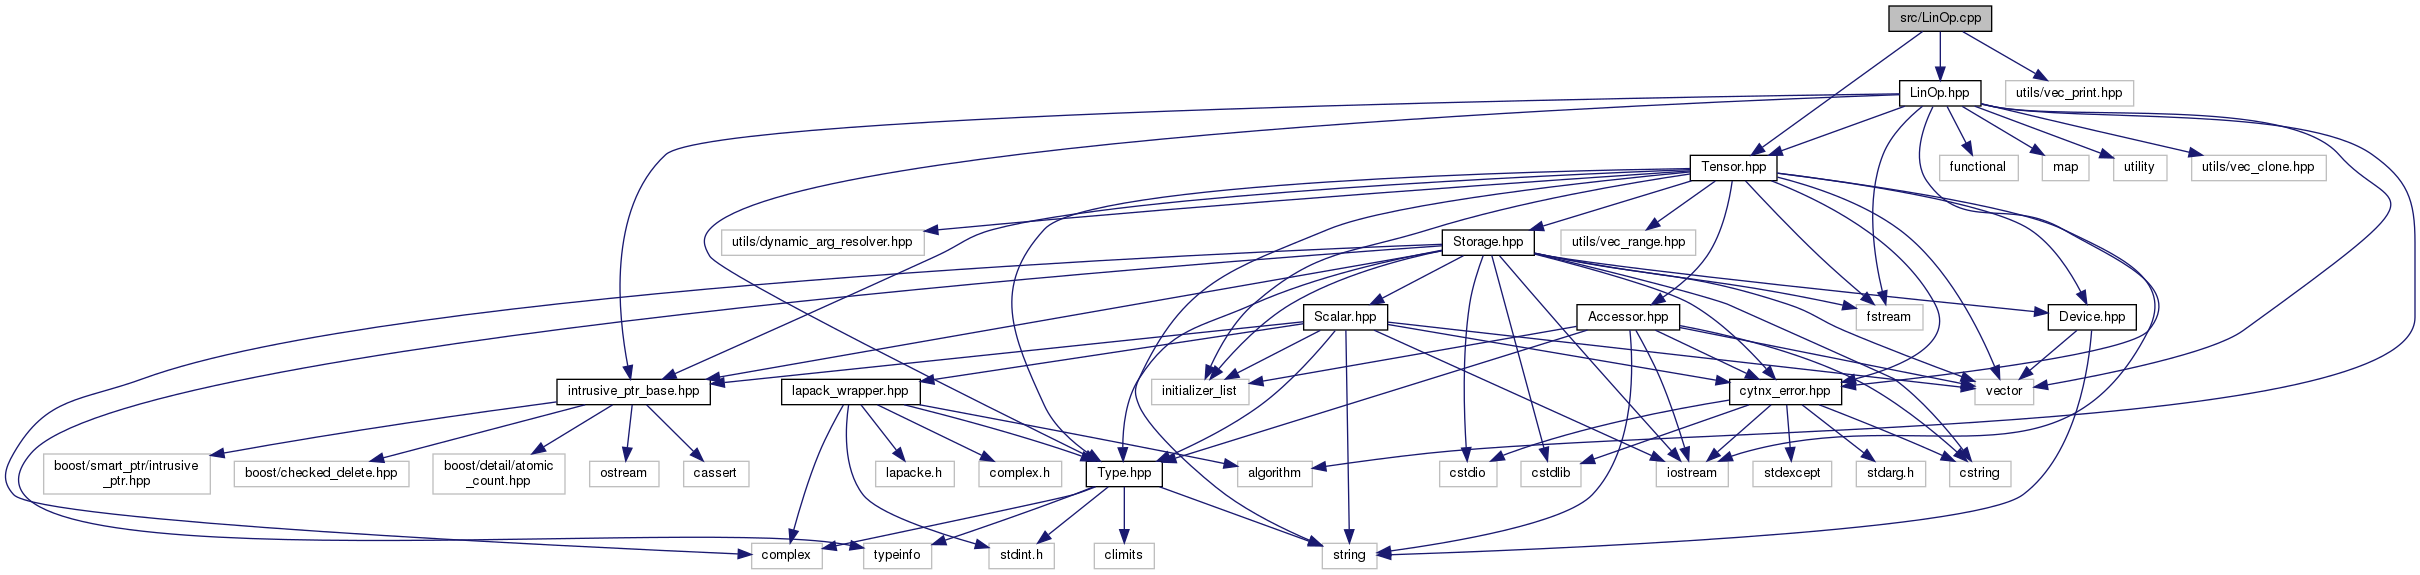 src/LinOp.cpp
LinOp.hpp
utils/vec_print.hpp
Tensor.hpp
functional
map
utility
utils/vec_clone.hpp
utils/dynamic_arg_resolver.hpp
Storage.hpp
utils/vec_range.hpp
Scalar.hpp
Accessor.hpp
fstream
Device.hpp
intrusive_ptr_base.hpp
lapack_wrapper.hpp
initializer_list
cytnx_error.hpp
vector
boost/smart_ptr/intrusive
_ptr.hpp
boost/checked_delete.hpp
boost/detail/atomic
_count.hpp
ostream
cassert
lapacke.h
complex.h
Type.hpp
algorithm
cstdio
cstdlib
iostream
stdexcept
stdarg.h
cstring
complex
typeinfo
stdint.h
climits
string